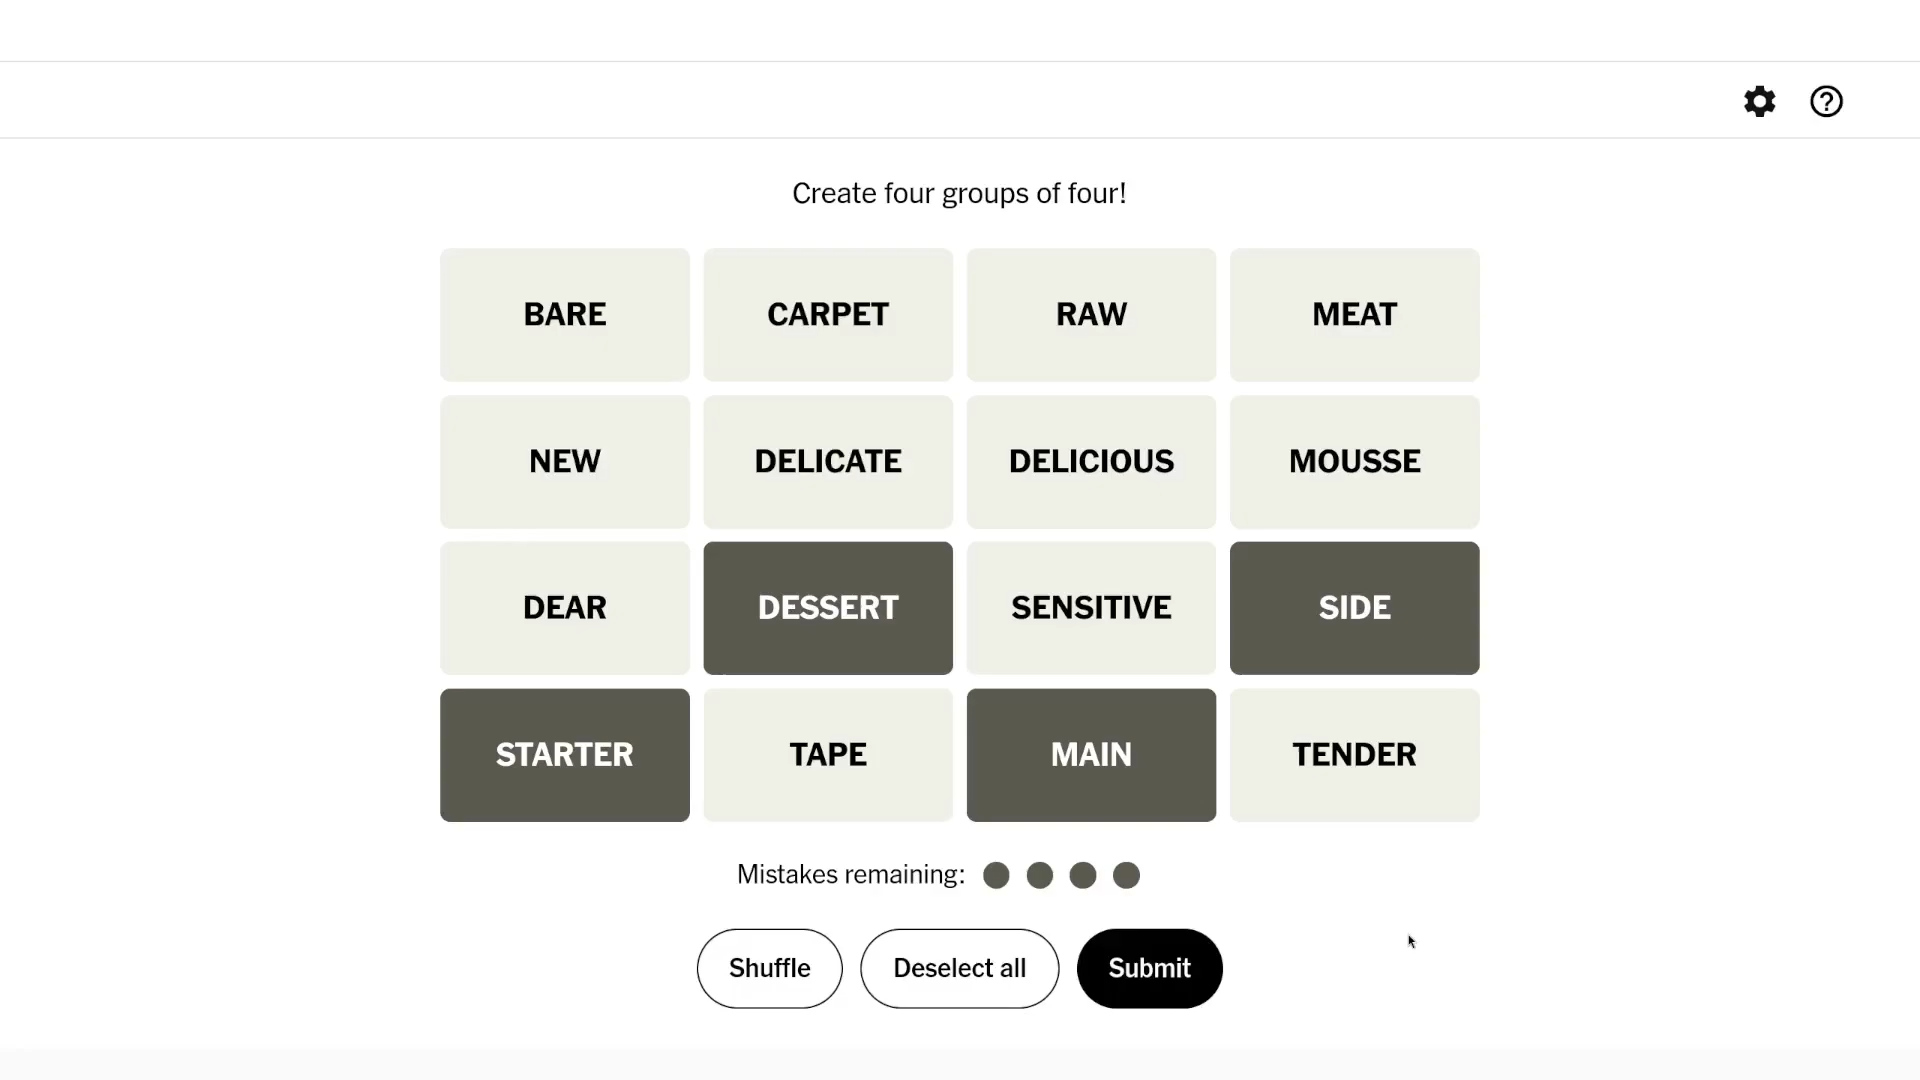 Create four groups of four!
BARE CARPET RAW MEAT
NEW DELICATE DELICIOUS MOUSSE
DEAR DESSERT SENSITIVE SIDE
STARTER TAPE MAIN TENDER
Mistakes remaining:
Shuffle Deselect all Submit